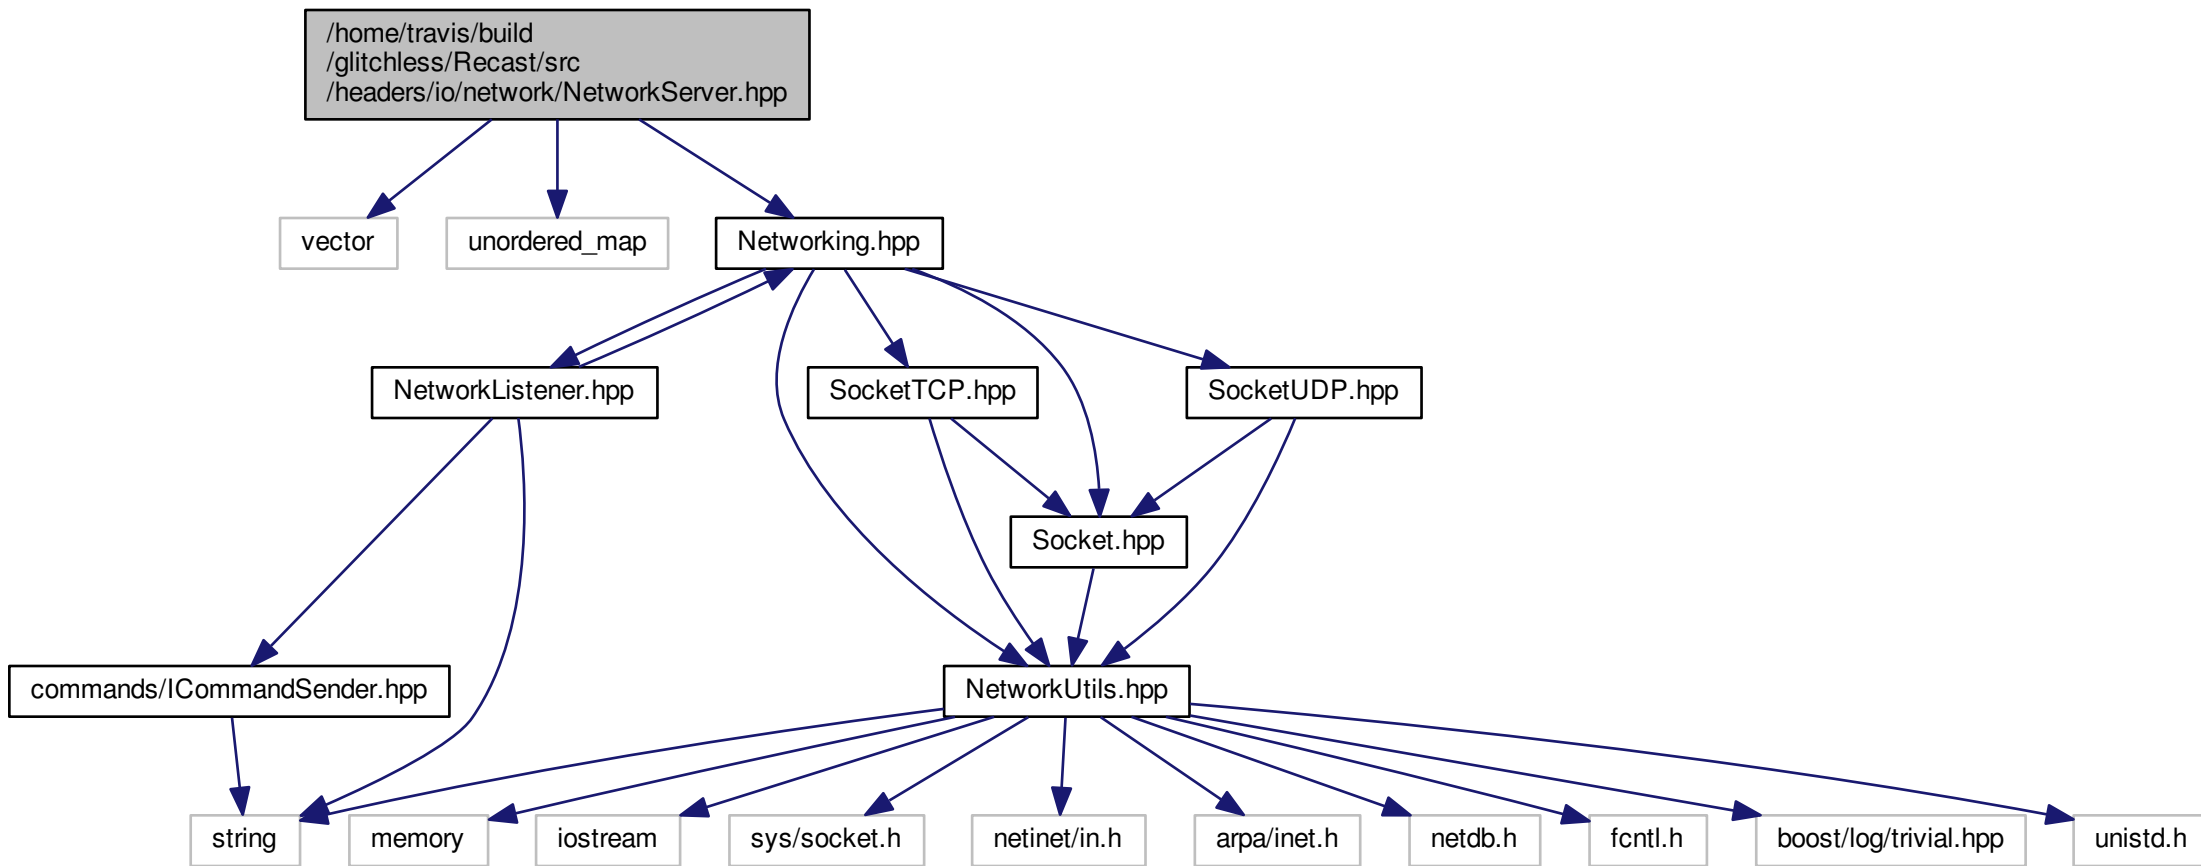 /home/travis/build
/glitchless/Recast/src
/headers/io/network/NetworkServer.hpp
vector
unordered_map
Networking.hpp
NetworkListener.hpp
SocketTCP.hpp
SocketUDP.hpp
Socket.hpp
commands/ICommandSender.hpp
NetworkUtils.hpp
string
memory
iostream
sys/socket.h
netinet/in.h
arpa/inet.h
netdb.h
fcntl.h
boost/log/trivial.hpp
unistd.h